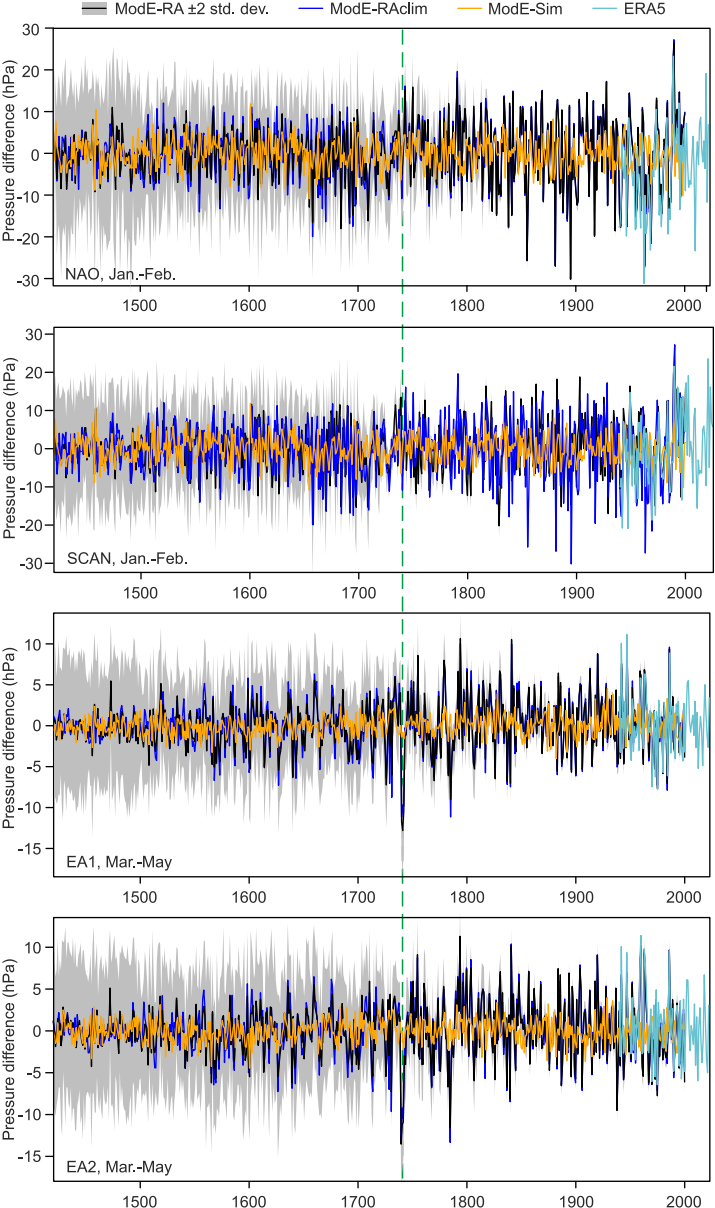 ModE-RA ±2 std. dev. ModE-RAclim ModE-Sim ERA5
30
20
10
0
-10
-20
-30
Pressure difference (hPa)
NAO, Jan.-Feb.
1500 1600 1700 1800 1900 2000
30
20
10
0
-10
-20
-30
Pressure difference (hPa)
SCAN, Jan.-Feb.
1500 1600 1700 1800 1900 2000
10
5
0
-5
-10
-15
Pressure difference (hPa)
EA1, Mar.-May
1500 1600 1700 1800 1900 2000
10
5
0
-5
-10
-15
Pressure difference (hPa)
EA2, Mar.-May
1500 1600 1700 1800 1900 2000